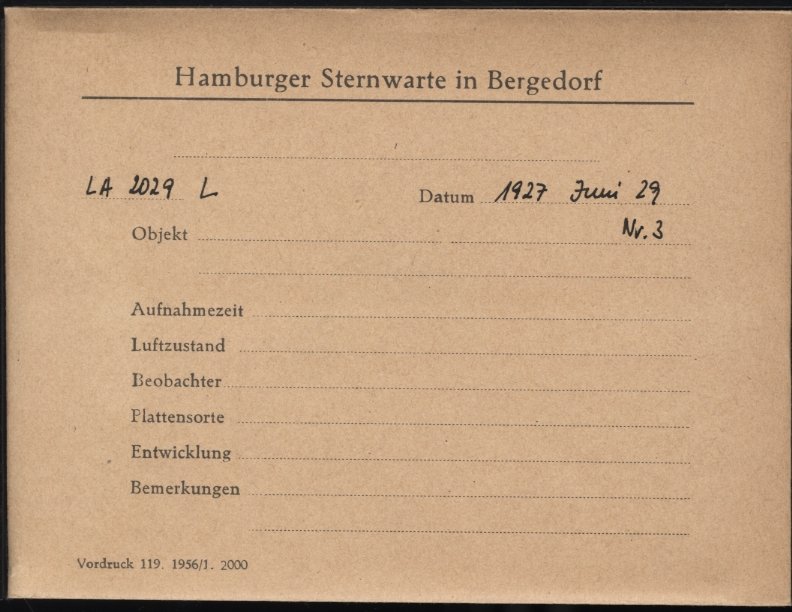 Hamburger Sternwarte in Bergedorf
LA 2029 L Datum 1927 Juni 29
Objekt Nr. 3
Aufnahmezeit
Luftzustand
Beobachter
Plattensorte
Entwicklung
Bemerkungen
Vordruck 119. 1956/1. 2000